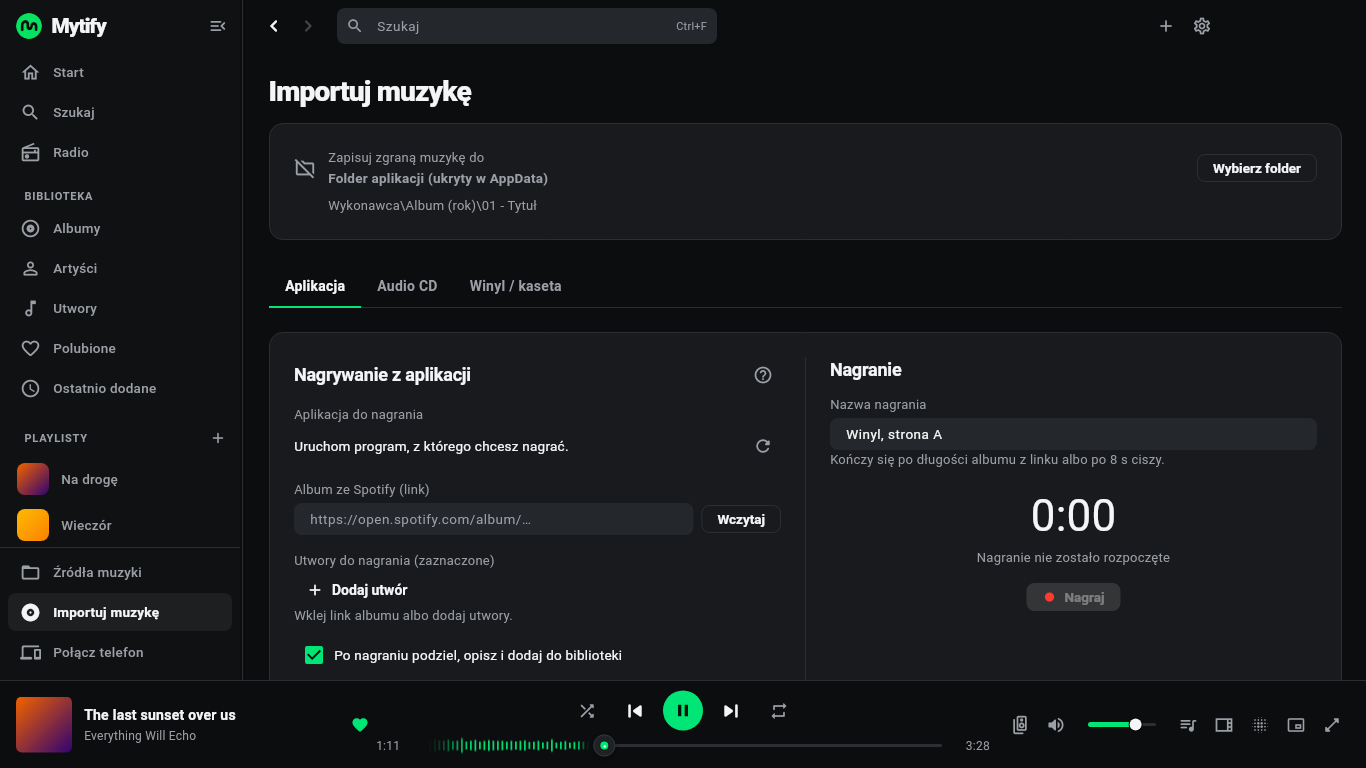 Mytify
Szukaj
Ctrl+F
Start
Szukaj
Radio
BIBLIOTEKA
Albumy
Artyści
Utwory
Polubione
Ostatnio dodane
PLAYLISTY
Na drogę
Wieczór
Źródła muzyki
Importuj muzykę
Połącz telefon
Importuj muzykę
Zapisuj zgraną muzykę do
Folder aplikacji (ukryty w AppData)
Wykonawca\Album (rok)\01 - Tytuł
Wybierz folder
Aplikacja
Audio CD
Winyl / kaseta
Nagrywanie z aplikacji
Aplikacja do nagrania
Uruchom program, z którego chcesz nagrać.
Album ze Spotify (link)
https://open.spotify.com/album/…
Wczytaj
Utwory do nagrania (zaznaczone)
Dodaj utwór
Wklej link albumu albo dodaj utwory.
Po nagraniu podziel, opisz i dodaj do biblioteki
Nagranie
Nazwa nagrania
Winyl, strona A
Kończy się po długości albumu z linku albo po 8 s ciszy.
0:00
Nagranie nie zostało rozpoczęte
Nagraj
The last sunset over us
Everything Will Echo
1:11
3:28